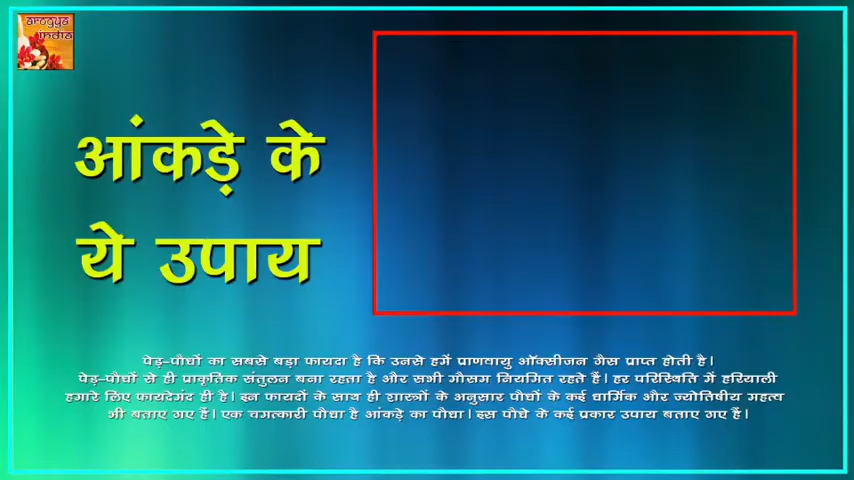 arogya
india
आंकड़े के
ये उपाय
पेड़-पौधों का सबसे बड़ा फायदा है कि उनसे हमें प्राणवायु ऑक्सीजन गैस प्राप्त होती है।
पेड़-पौधों से ही प्राकृतिक संतुलन बना रहता है और सभी मौसम नियमित रहते हैं। हर परिस्थिति में हरियाली
हमारे लिए फायदेमंद ही है। इन फायदों के साथ ही शास्त्रों के अनुसार पौधों के कई धार्मिक और ज्योतिषीय महत्व
भी बताए गए हैं। एक चमत्कारी पौधा है आंकड़े का पौधा। इस पौधे के कई प्रकार उपाय बताए गए हैं।